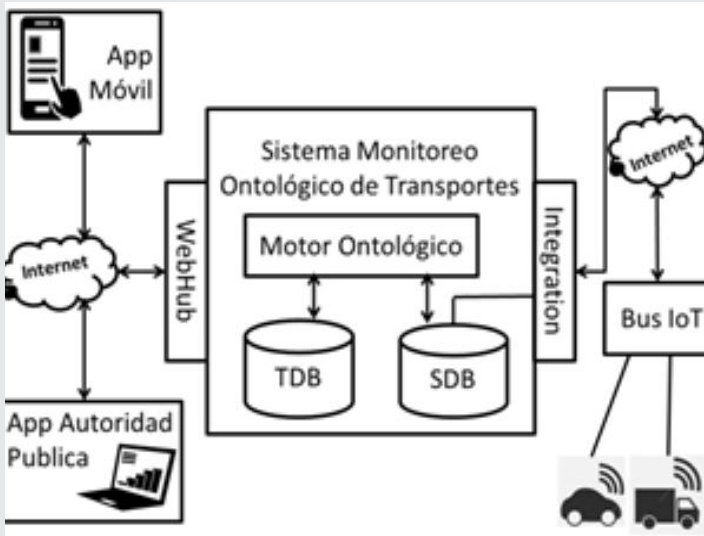 App
Móvil
Sistema Monitoreo
Ontológico de Transportes
Internet
Motor Ontológico
WebHub
Integration
Internet
Bus IoT
TDB
SDB
App Autoridad
Publica